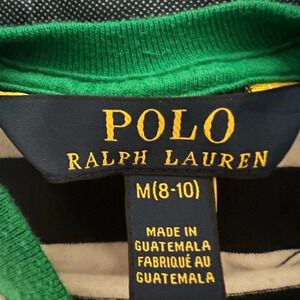 POLO
RALPH LAUREN
M(8-10)
MADE IN
GUATEMALA
FABRIQUÉ AU
GUATEMALA